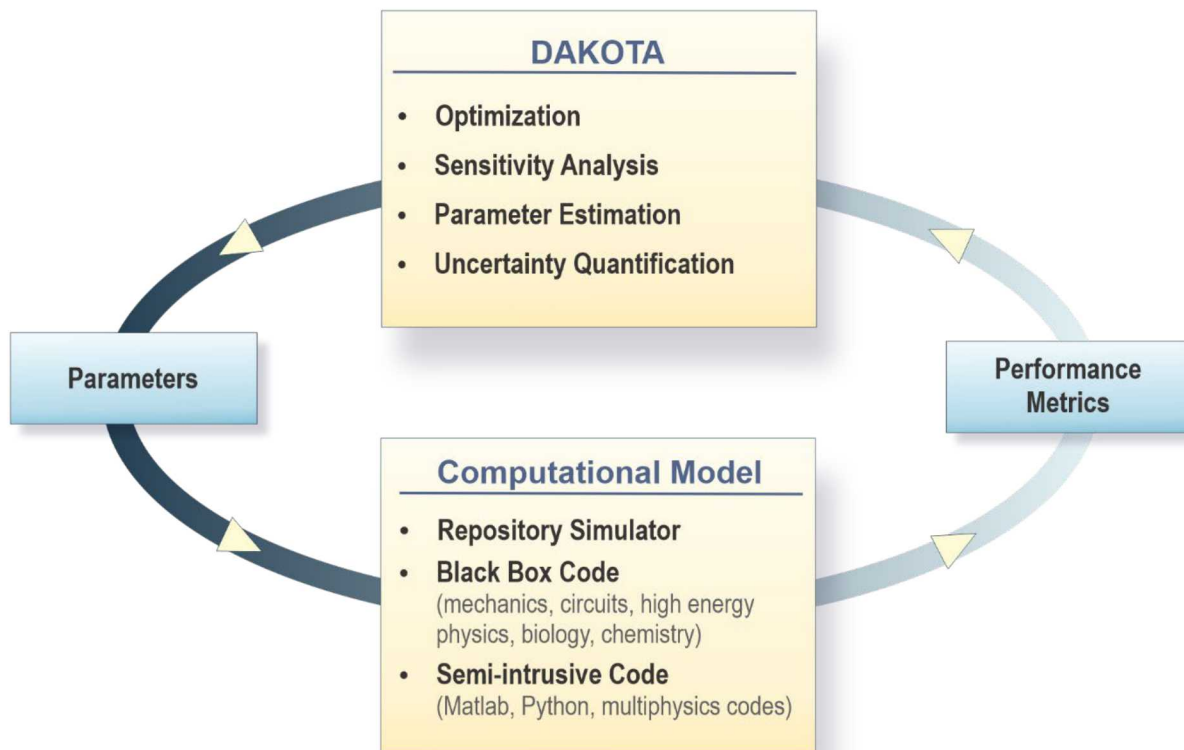 DAKOTA
• Optimization
• Sensitivity Analysis
• Parameter Estimation
• Uncertainty Quantification
Parameters
Performance
Metrics
Computational Model
• Repository Simulator
• Black Box Code
(mechanics, circuits, high energy
physics, biology, chemistry)
• Semi-intrusive Code
(Matlab, Python, multiphysics codes)